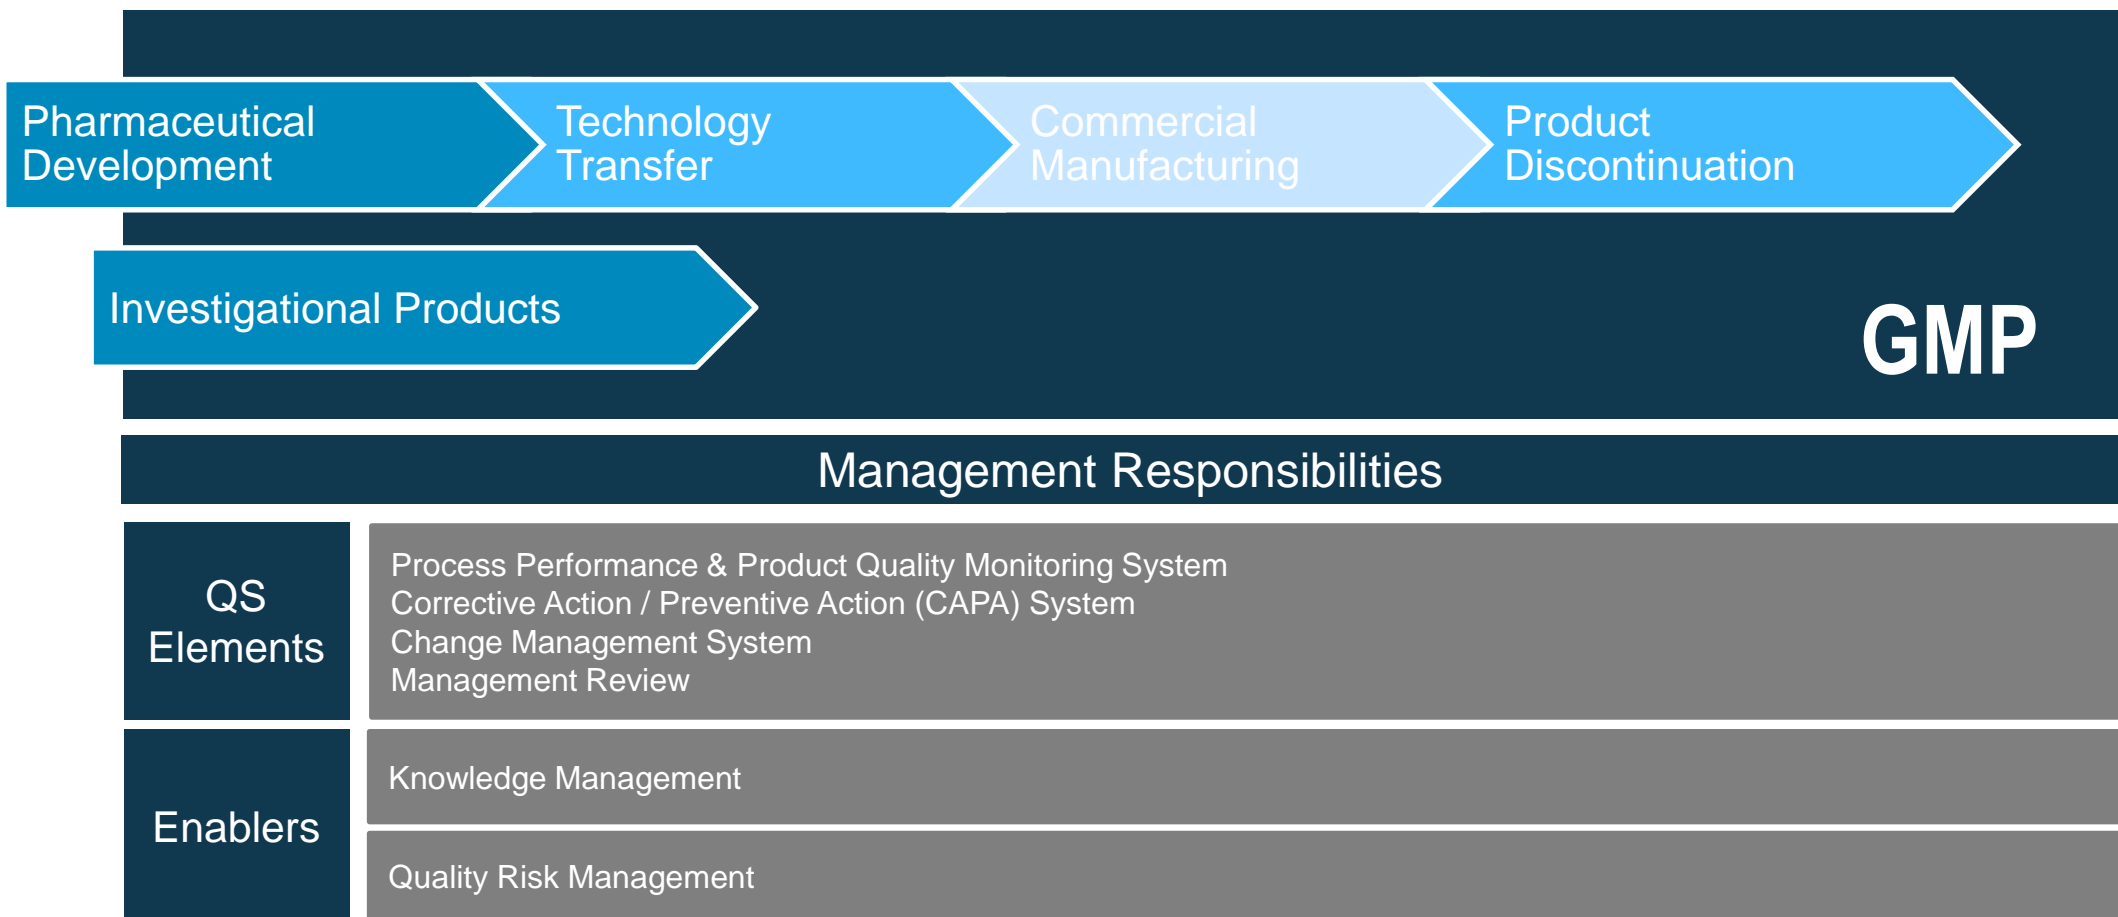 Pharmaceutical
Development
Technology
Transfer
Commercial
Manufacturing
Product
Discontinuation
Investigational Products
GMP
Management Responsibilities
QS
Elements
Process Performance & Product Quality Monitoring System
Corrective Action / Preventive Action (CAPA) System
Change Management System
Management Review
Enablers
Knowledge Management
Quality Risk Management